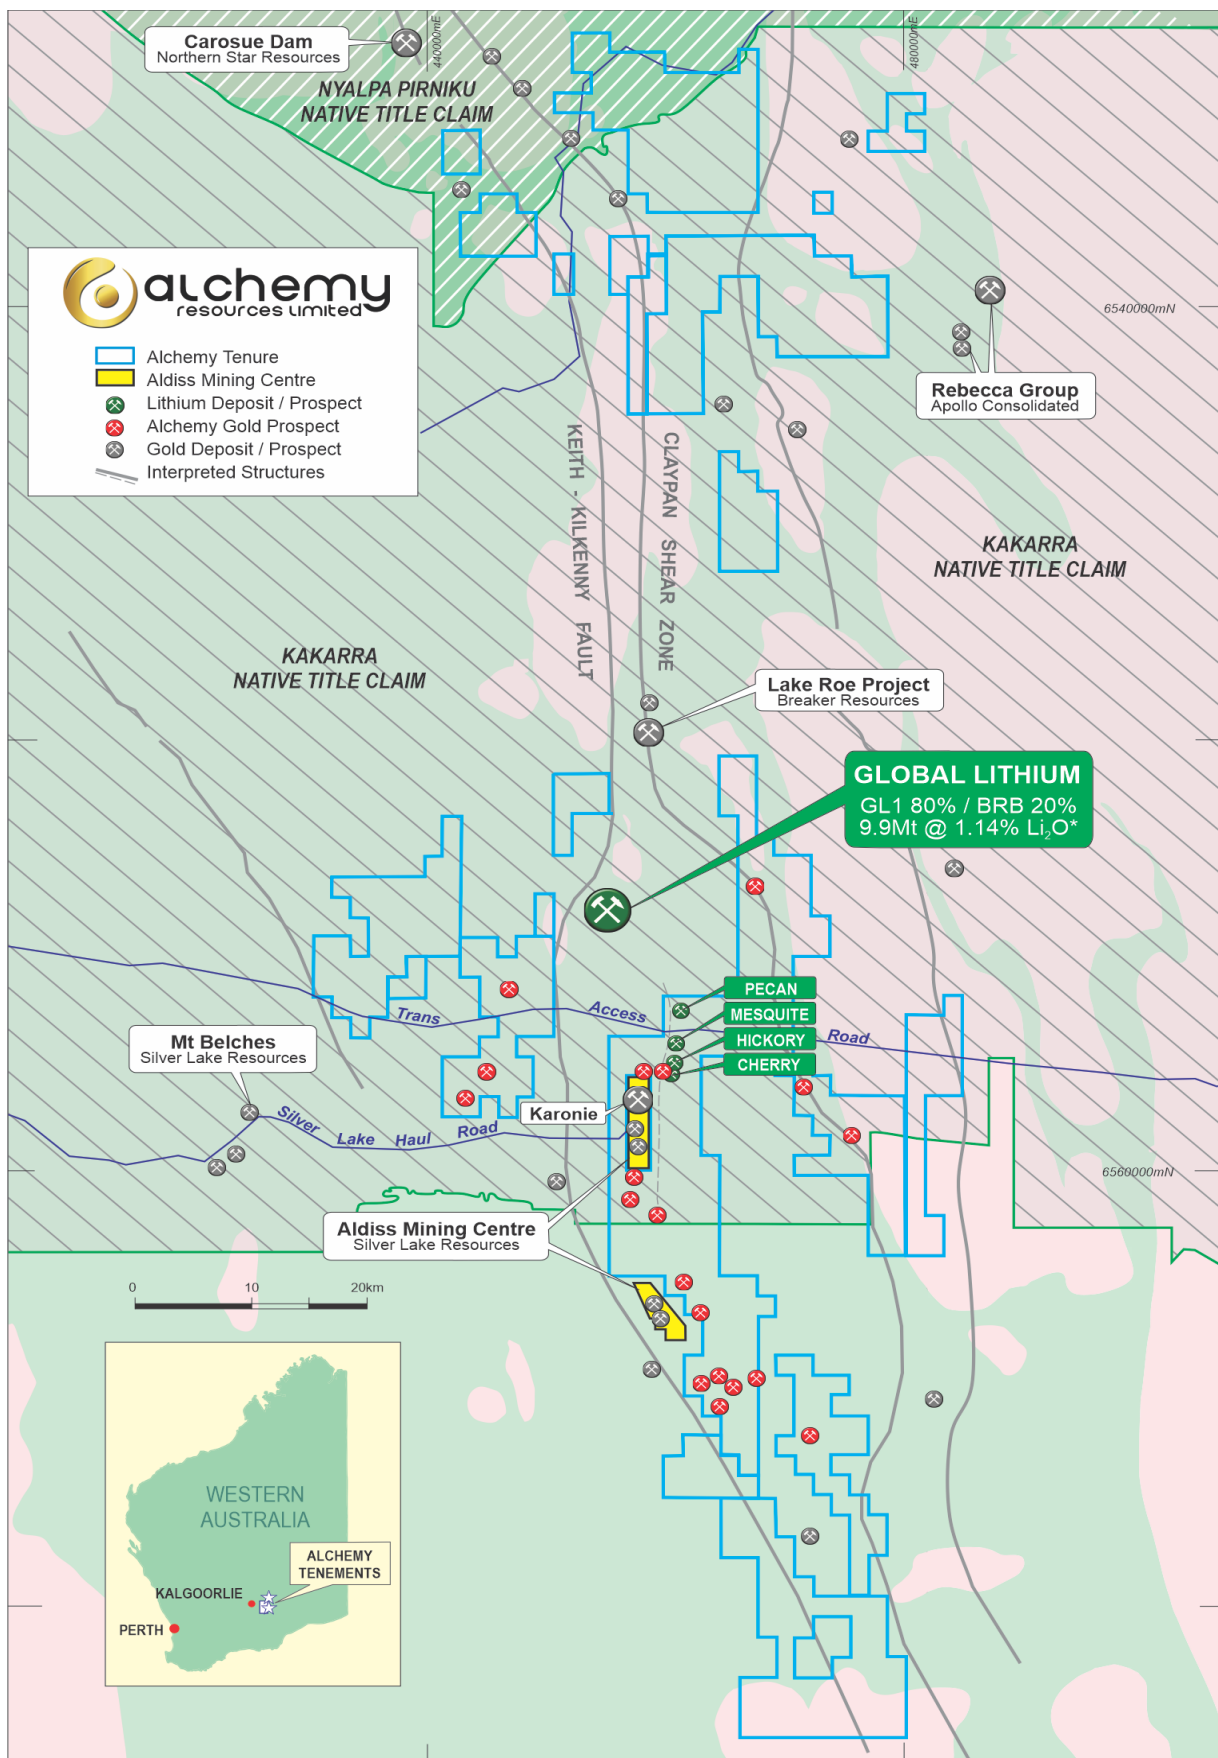 440000mE
480000mE
Carosue Dam
Northern Star Resources
NYALPA PIRNIKU
NATIVE TITLE CLAIM
alchemy
resources limited
Alchemy Tenure
Aldiss Mining Centre
Lithium Deposit / Prospect
Alchemy Gold Prospect
Gold Deposit / Prospect
Interpreted Structures
6540000mN
Rebecca Group
Apollo Consolidated
KEITH - KILKENNY FAULT
CLAYPAN SHEAR ZONE
KAKARRA
NATIVE TITLE CLAIM
KAKARRA
NATIVE TITLE CLAIM
Lake Roe Project
Breaker Resources
GLOBAL LITHIUM
GL1 80% / BRB 20%
9.9Mt @ 1.14% Li₂O*
PECAN
MESQUITE
HICKORY
CHERRY
Trans Access Road
Mt Belches
Silver Lake Resources
Karonie
Silver Lake Haul Road
6560000mN
Aldiss Mining Centre
Silver Lake Resources
0 10 20km
WESTERN
AUSTRALIA
ALCHEMY
TENEMENTS
KALGOORLIE
PERTH